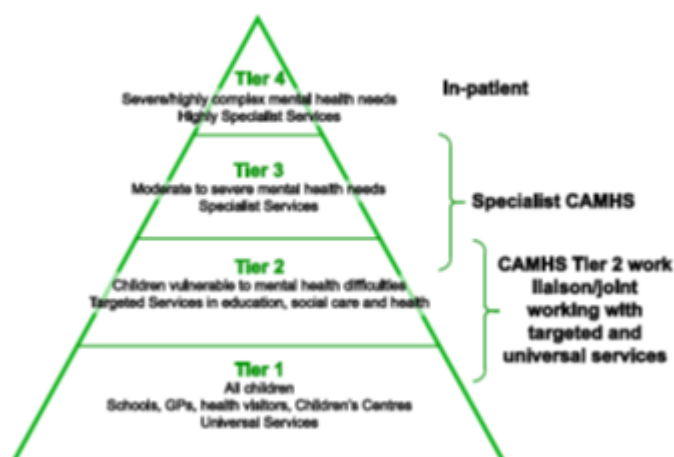 Tier 4
Severe/highly complex mental health needs
Highly Specialist Services
In-patient
Tier 3
Moderate to severe mental health needs
Specialist Services
Specialist CAMHS
Tier 2
Children vulnerable to mental health difficulties
Targeted Services in education, social care and health
CAMHS Tier 2 work
liaison/joint
working with
targeted and
universal services
Tier 1
All children
Schools, GPs, health visitors, Children's Centres
Universal Services